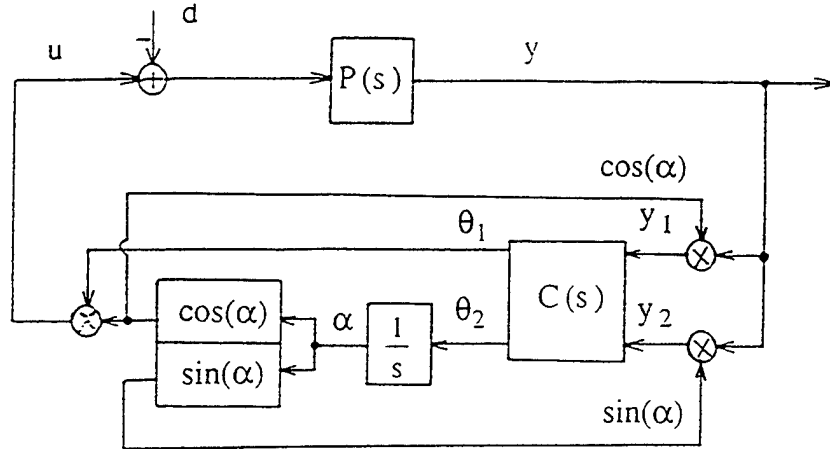 d
u
y
+
P(s)
cos(α)
θ1
y1
C(s)
cos(α)
α
1
s
θ2
y2
sin(α)
sin(α)